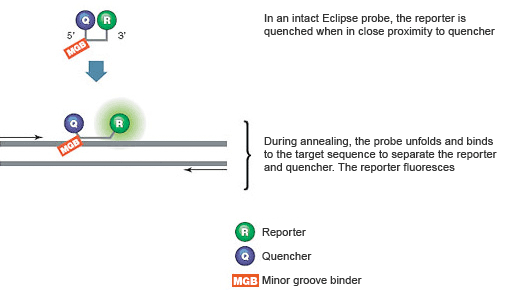 Q R
5' 3'
MGB
In an intact Eclipse probe, the reporter is
quenched when in close proximity to quencher
Q R
MGB
During annealing, the probe unfolds and binds
to the target sequence to separate the reporter
and quencher. The reporter fluoresces
R Reporter
Q Quencher
MGB Minor groove binder